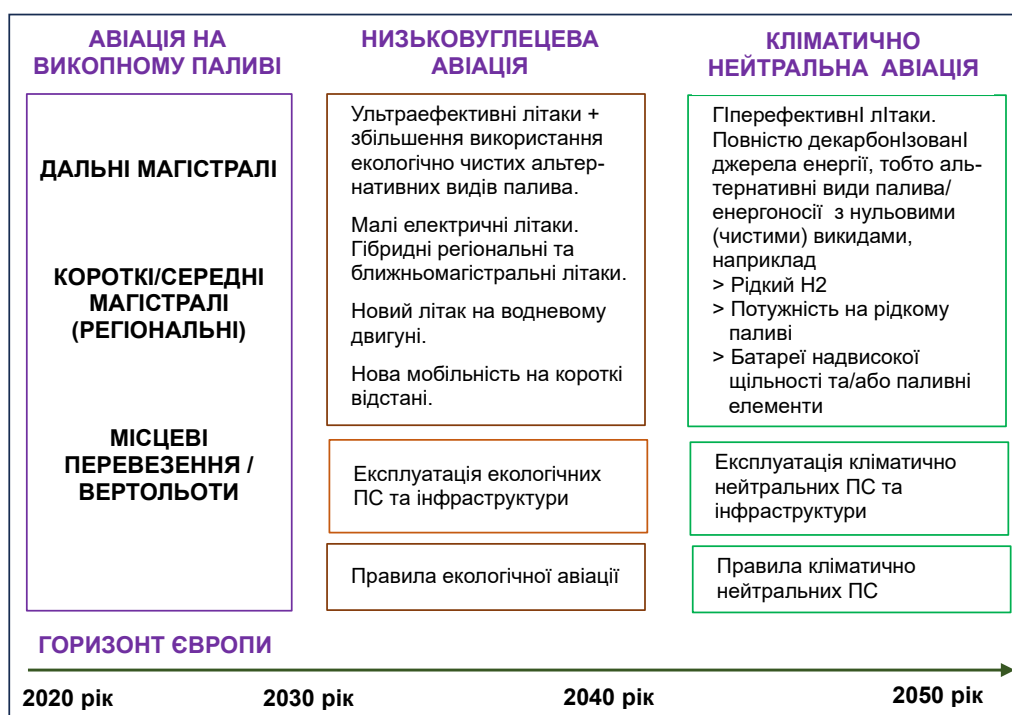 АВІАЦІЯ НА
ВИКОПНОМУ ПАЛИВІ
ДАЛЬНІ МАГІСТРАЛІ
КОРОТКІ/СЕРЕДНІ
МАГІСТРАЛІ
(РЕГІОНАЛЬНІ)
МІСЦЕВІ
ПЕРЕВЕЗЕННЯ /
ВЕРТОЛЬОТИ
НИЗЬКОВУГЛЕЦЕВА
АВІАЦІЯ
Ультраефективні літаки +
збільшення використання
екологічно чистих альтер-
нативних видів палива.
Малі електричні літаки.
Гібридні регіональні та
ближньомагістральні літаки.
Новий літак на водневому
двигуні.
Нова мобільність на короткі
відстані.
Експлуатація екологічних
ПС та інфраструктури
Правила екологічної авіації
КЛІМАТИЧНО
НЕЙТРАЛЬНА АВІАЦІЯ
ГІперефективнІ лІтаки.
Повністю декарбонІзованІ
джерела енергії, тобто аль-
тернативні види палива/
енергоносії з нульовими
(чистими) викидами,
наприклад
> Рідкий H2
> Потужність на рідкому
паливі
> Батареї надвисокої
щільності та/або паливні
елементи
Експлуатація кліматично
нейтральних ПС та
інфраструктури
Правила кліматично
нейтральних ПС
ГОРИЗОНТ ЄВРОПИ
2020 рік 2030 рік 2040 рік 2050 рік